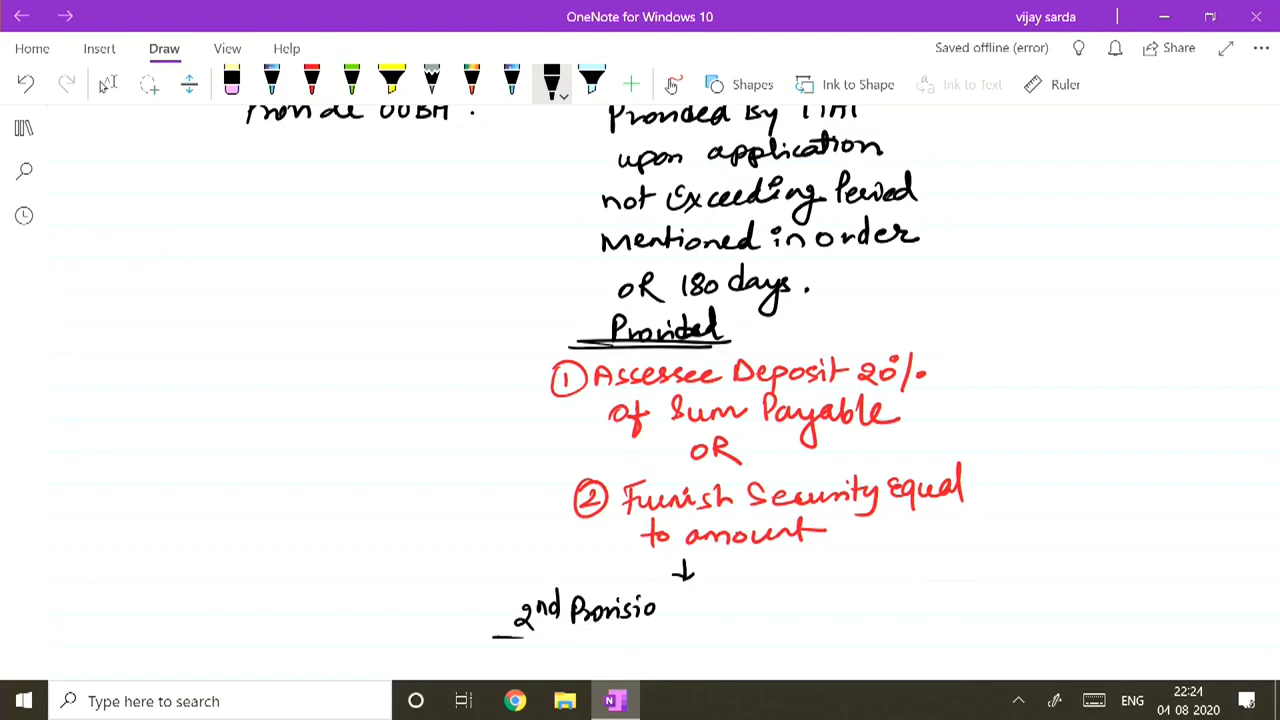 OneNote for Windows 10
vijay sarda
Home Insert Draw View Help
Saved offline (error) Share
Shapes Ink to Shape Ink to Text Ruler
Provided By
upon application
not Exceeding Period
Mentioned in order
OR 180 days.
Provided
① Assessee Deposit 20%
of Sum Payable
OR
② Furnish Security Equal
to amount
↓
2nd Provisio
Type here to search
ENG
22:24
04-08-2020